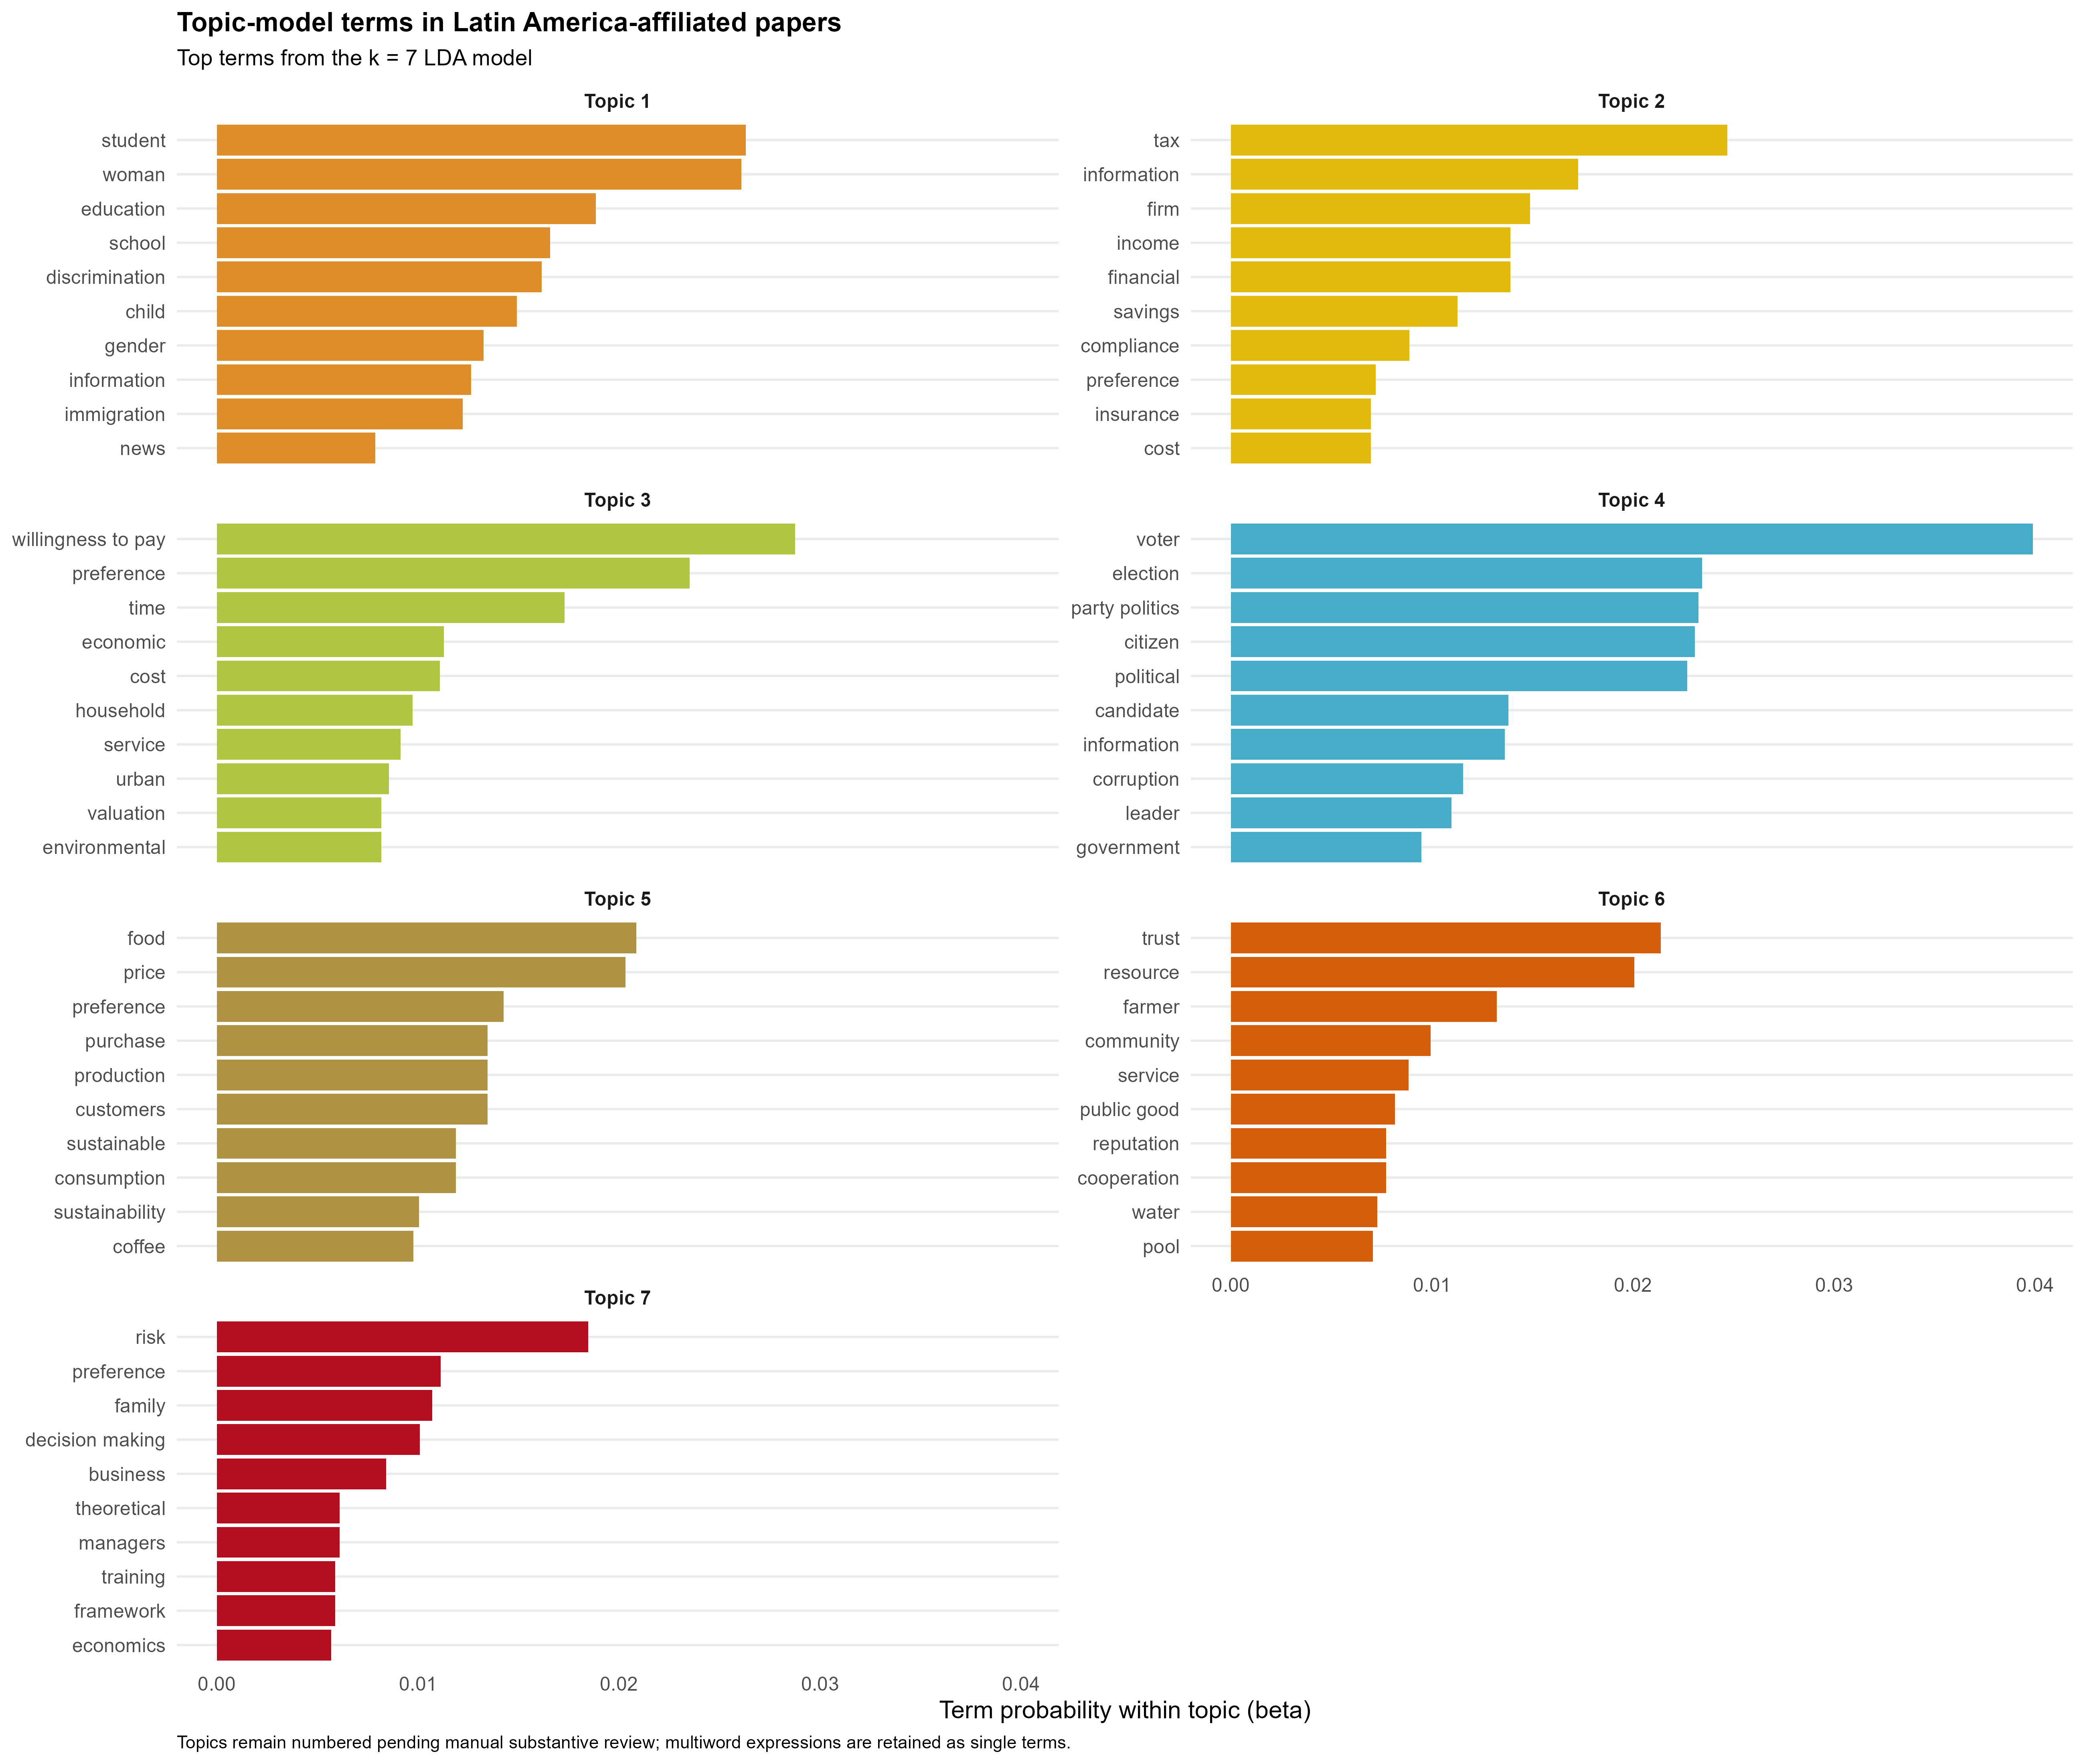 Topic-model terms in Latin America-affiliated papers
Top terms from the k = 7 LDA model
Topic 1
student
woman
education
school
discrimination
child
gender
information
immigration
news
Topic 2
tax
information
firm
income
financial
savings
compliance
preference
insurance
cost
Topic 3
willingness to pay
preference
time
economic
cost
household
service
urban
valuation
environmental
Topic 4
voter
election
party politics
citizen
political
candidate
information
corruption
leader
government
Topic 5
food
price
preference
purchase
production
customers
sustainable
consumption
sustainability
coffee
Topic 6
trust
resource
farmer
community
service
public good
reputation
cooperation
water
pool
0.00 0.01 0.02 0.03 0.04
Topic 7
risk
preference
family
decision making
business
theoretical
managers
training
framework
economics
0.00 0.01 0.02 0.03 0.04
Term probability within topic (beta)
Topics remain numbered pending manual substantive review; multiword expressions are retained as single terms.